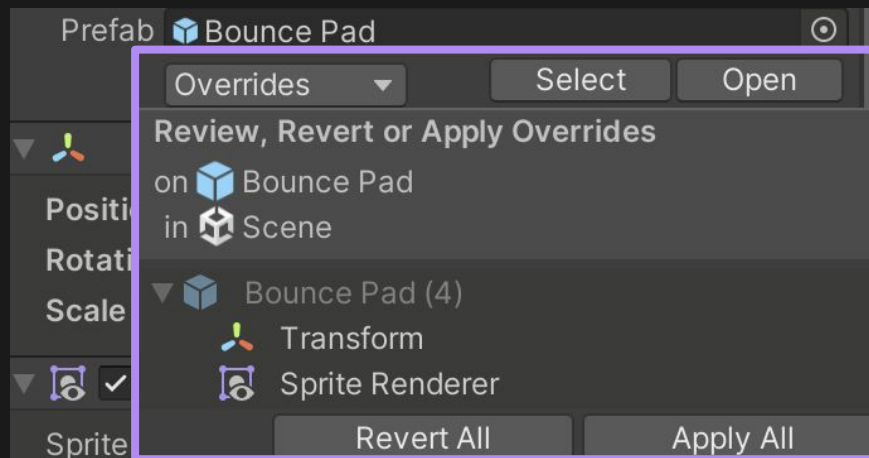 Prefab Bounce Pad
Overrides Select Open
Review, Revert or Apply Overrides
on Bounce Pad
in Scene
Positi
Rotati
Scale
Bounce Pad (4)
Transform
Sprite Renderer
Sprite
Revert All Apply All